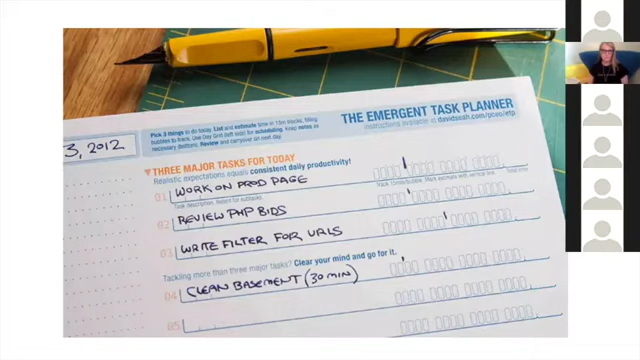 3, 2012
Pick 3 things to do today. List and estimate time in 15m tracks, filling
bubbles to track. Use Day Grid (left side) for scheduling. Keep notes as
necessary. Review and carryover on next day.
THE EMERGENT TASK PLANNER
instructions available at davidseah.com/pceo/etp
THREE MAJOR TASKS FOR TODAY
Realistic expectations equals consistent daily productivity!
01 WORK ON PROD PAGE
Task description. Indent for subtasks.
02 REVIEW PHP BIDS
03 WRITE FILTER FOR URLS
Tackling more than three major tasks? Clear your mind and go for it.
04 CLEAN BASEMENT (30 MIN)
05